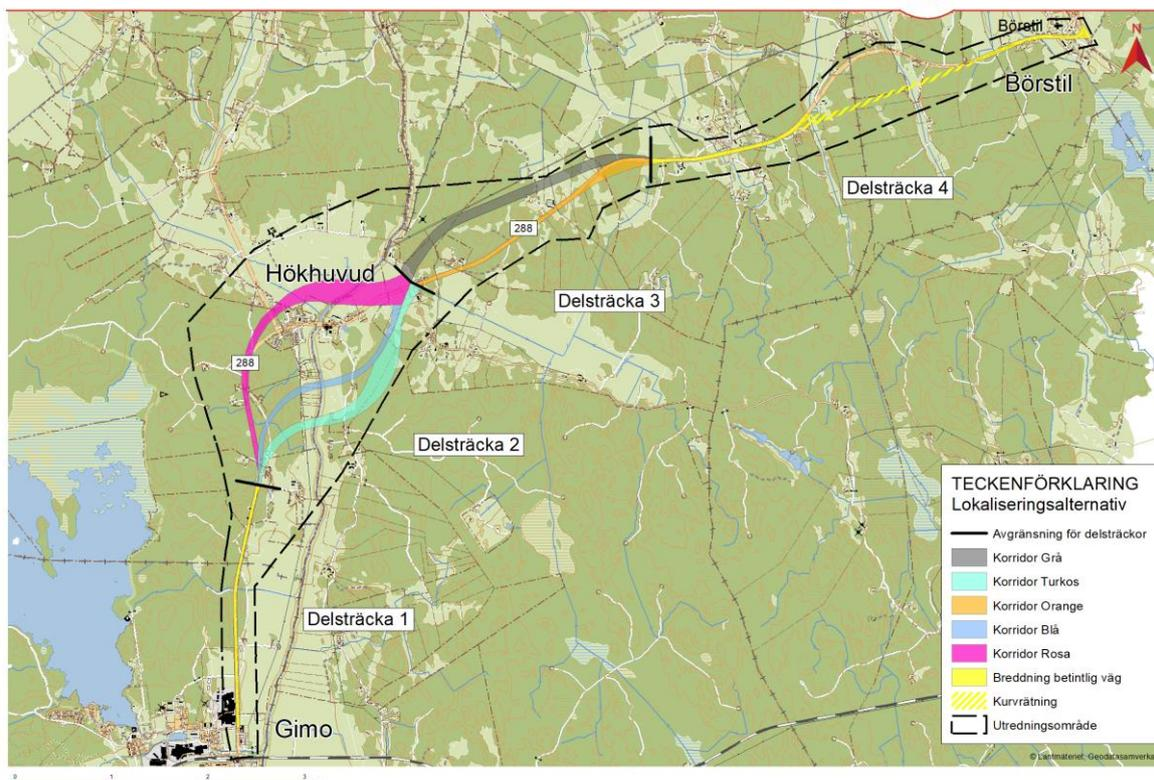 Börstil
N
Börstil
Delsträcka 4
288
Hökhuvud
Delsträcka 3
288
Delsträcka 2
Delsträcka 1
Gimo
TECKENFÖRKLARING
Lokaliseringsalternativ
Avgränsning för delsträckor
Korridor Grå
Korridor Turkos
Korridor Orange
Korridor Blå
Korridor Rosa
Breddning betintlig väg
Kurvrätning
Utredningsområde
© Lantmäteriet, Geodatasamverka
0 1 2 3